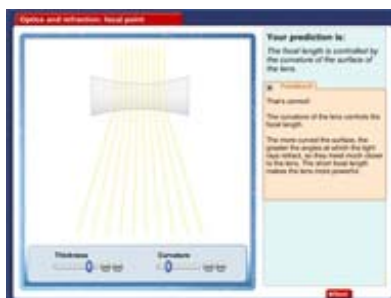 Optics and refraction: focal point
Your prediction is:
The focal length is controlled by
the curvature of the surface of
the lens.
Feedback
That's correct!
The curvature of the lens controls the
focal length.
The more curved the surface, the
greater the angles at which the light
rays refract, so they meet much closer
to the lens. The short focal length
makes the lens more powerful.
Thickness
Curvature